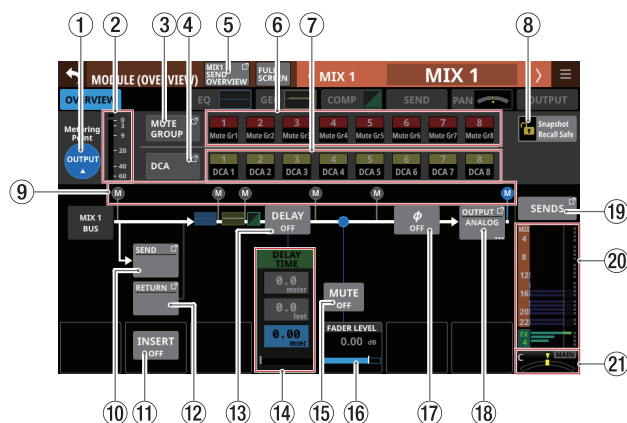 1 2 3 4 5 6 7 8
MODULE (OVERVIEW)
MIX1
SEND
OVERVIEW
FULL
SCREEN
MIX 1
MIX 1
OVERVIEW
EQ
COMP
SEND
PAN
OUTPUT
Metering
Point
OUTPUT
0
3
9
20
40
60
MUTE
GROUP
1 2 3 4 5 6 7 8
Mute Gr1 Mute Gr2 Mute Gr3 Mute Gr4 Mute Gr5 Mute Gr6 Mute Gr7 Mute Gr8
Snapshot
Recall Safe
DCA
1 2 3 4 5 6 7 8
DCA 1 DCA 2 DCA 3 DCA 4 DCA 5 DCA 6 DCA 7 DCA 8
9
M M M M M M
MIX 1
BUS
DELAY
OFF
ϕ
OFF
OUTPUT
ANALOG
...
SENDS
19
SEND
RETURN
INSERT
OFF
DELAY
TIME
0.0
meter
0.0
feet
0.00
msec
MUTE
OFF
FADER LEVEL
0.00 dB
MIX
4
8
12
16
20
22
FX
4
20
C
MAIN
21
10 11 12 13 14 15 16 17 18